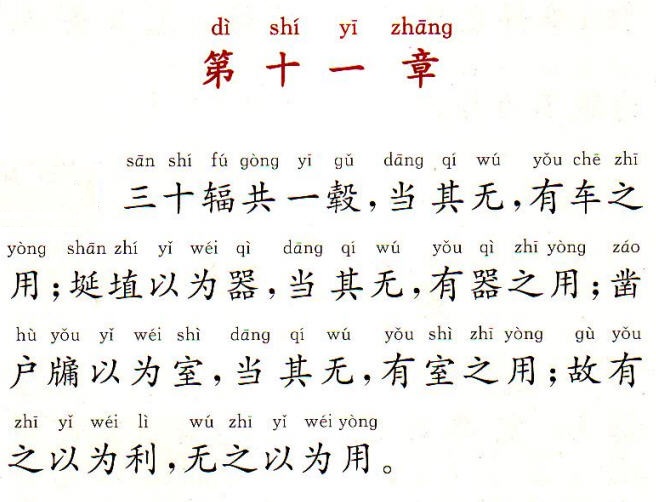 dì shí yī zhāng
第十一章
sān shí fú gòng yī gǔ dāng qí wú yǒu chē zhī
三十辐共一毂，当其无，有车之
yòng shān zhí yǐ wéi qì dāng qí wú yǒu qì zhī yòng záo
用；埏埴以为器，当其无，有器之用；凿
hù yǒu yǐ wéi shì dāng qí wú yǒu shì zhī yòng gù yǒu
户牖以为室，当其无，有室之用；故有
zhī yǐ wéi lì wú zhī yǐ wéi yòng
之以为利，无之以为用。